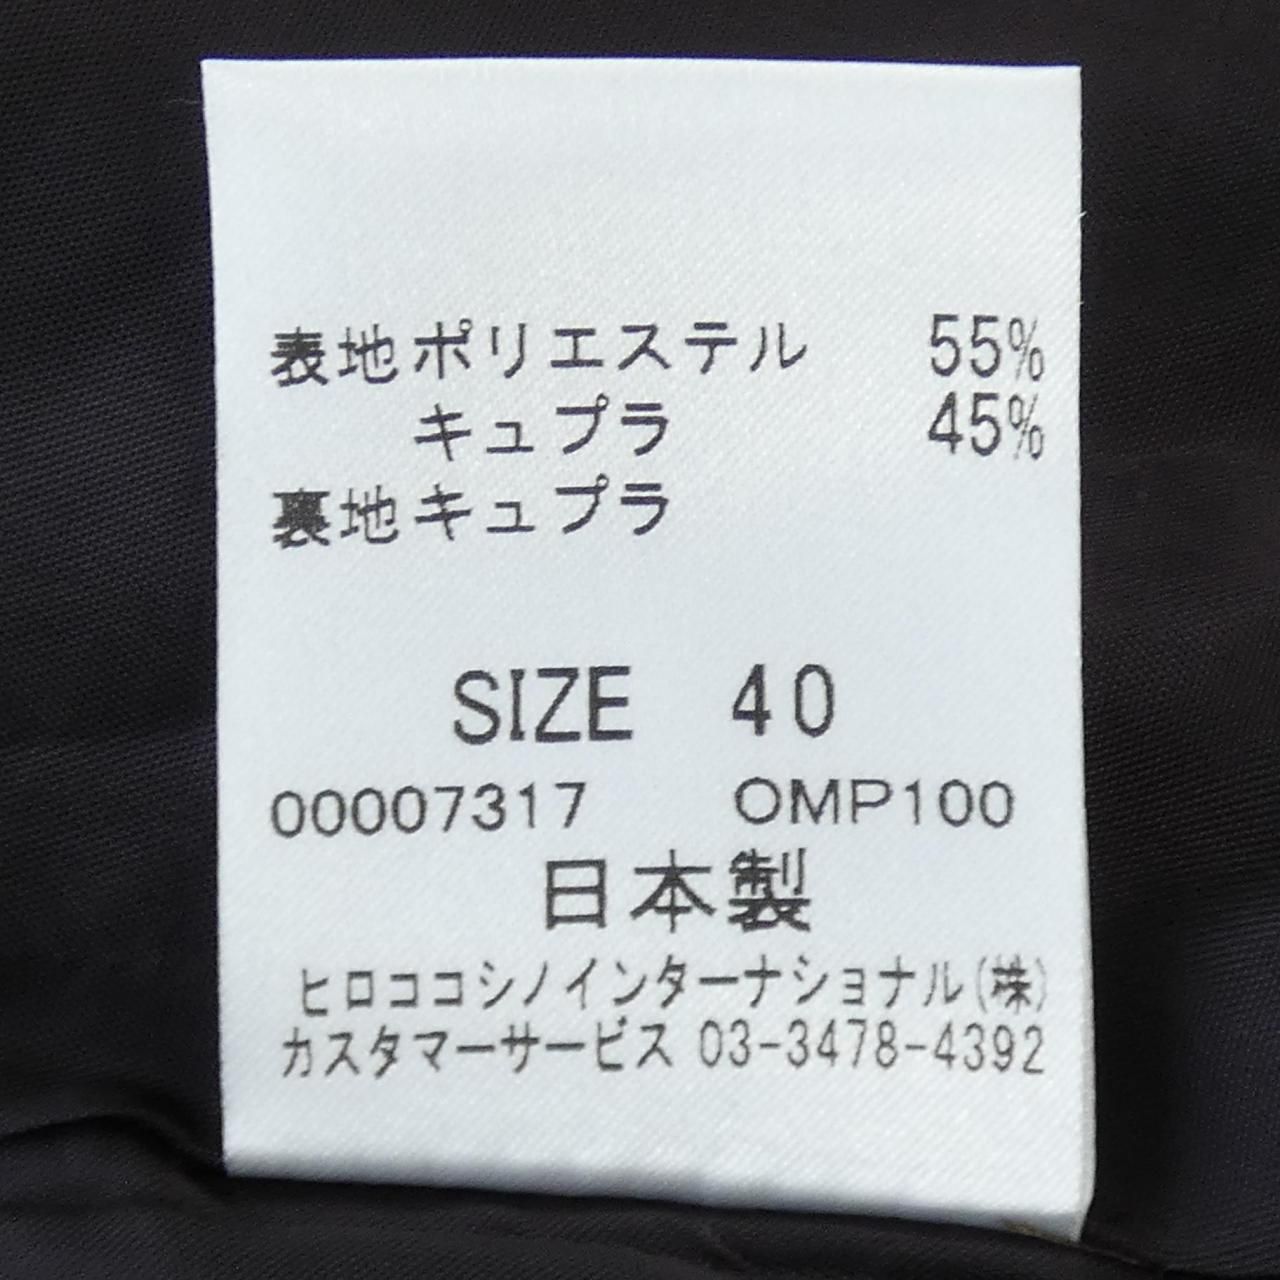 表地ポリエステル 55%
キュプラ 45%
裏地キュプラ
SIZE 40
00007317 OMP100
日本製
ヒロココシノインターナショナル(株)
カスタマーサービス 03-3478-4392